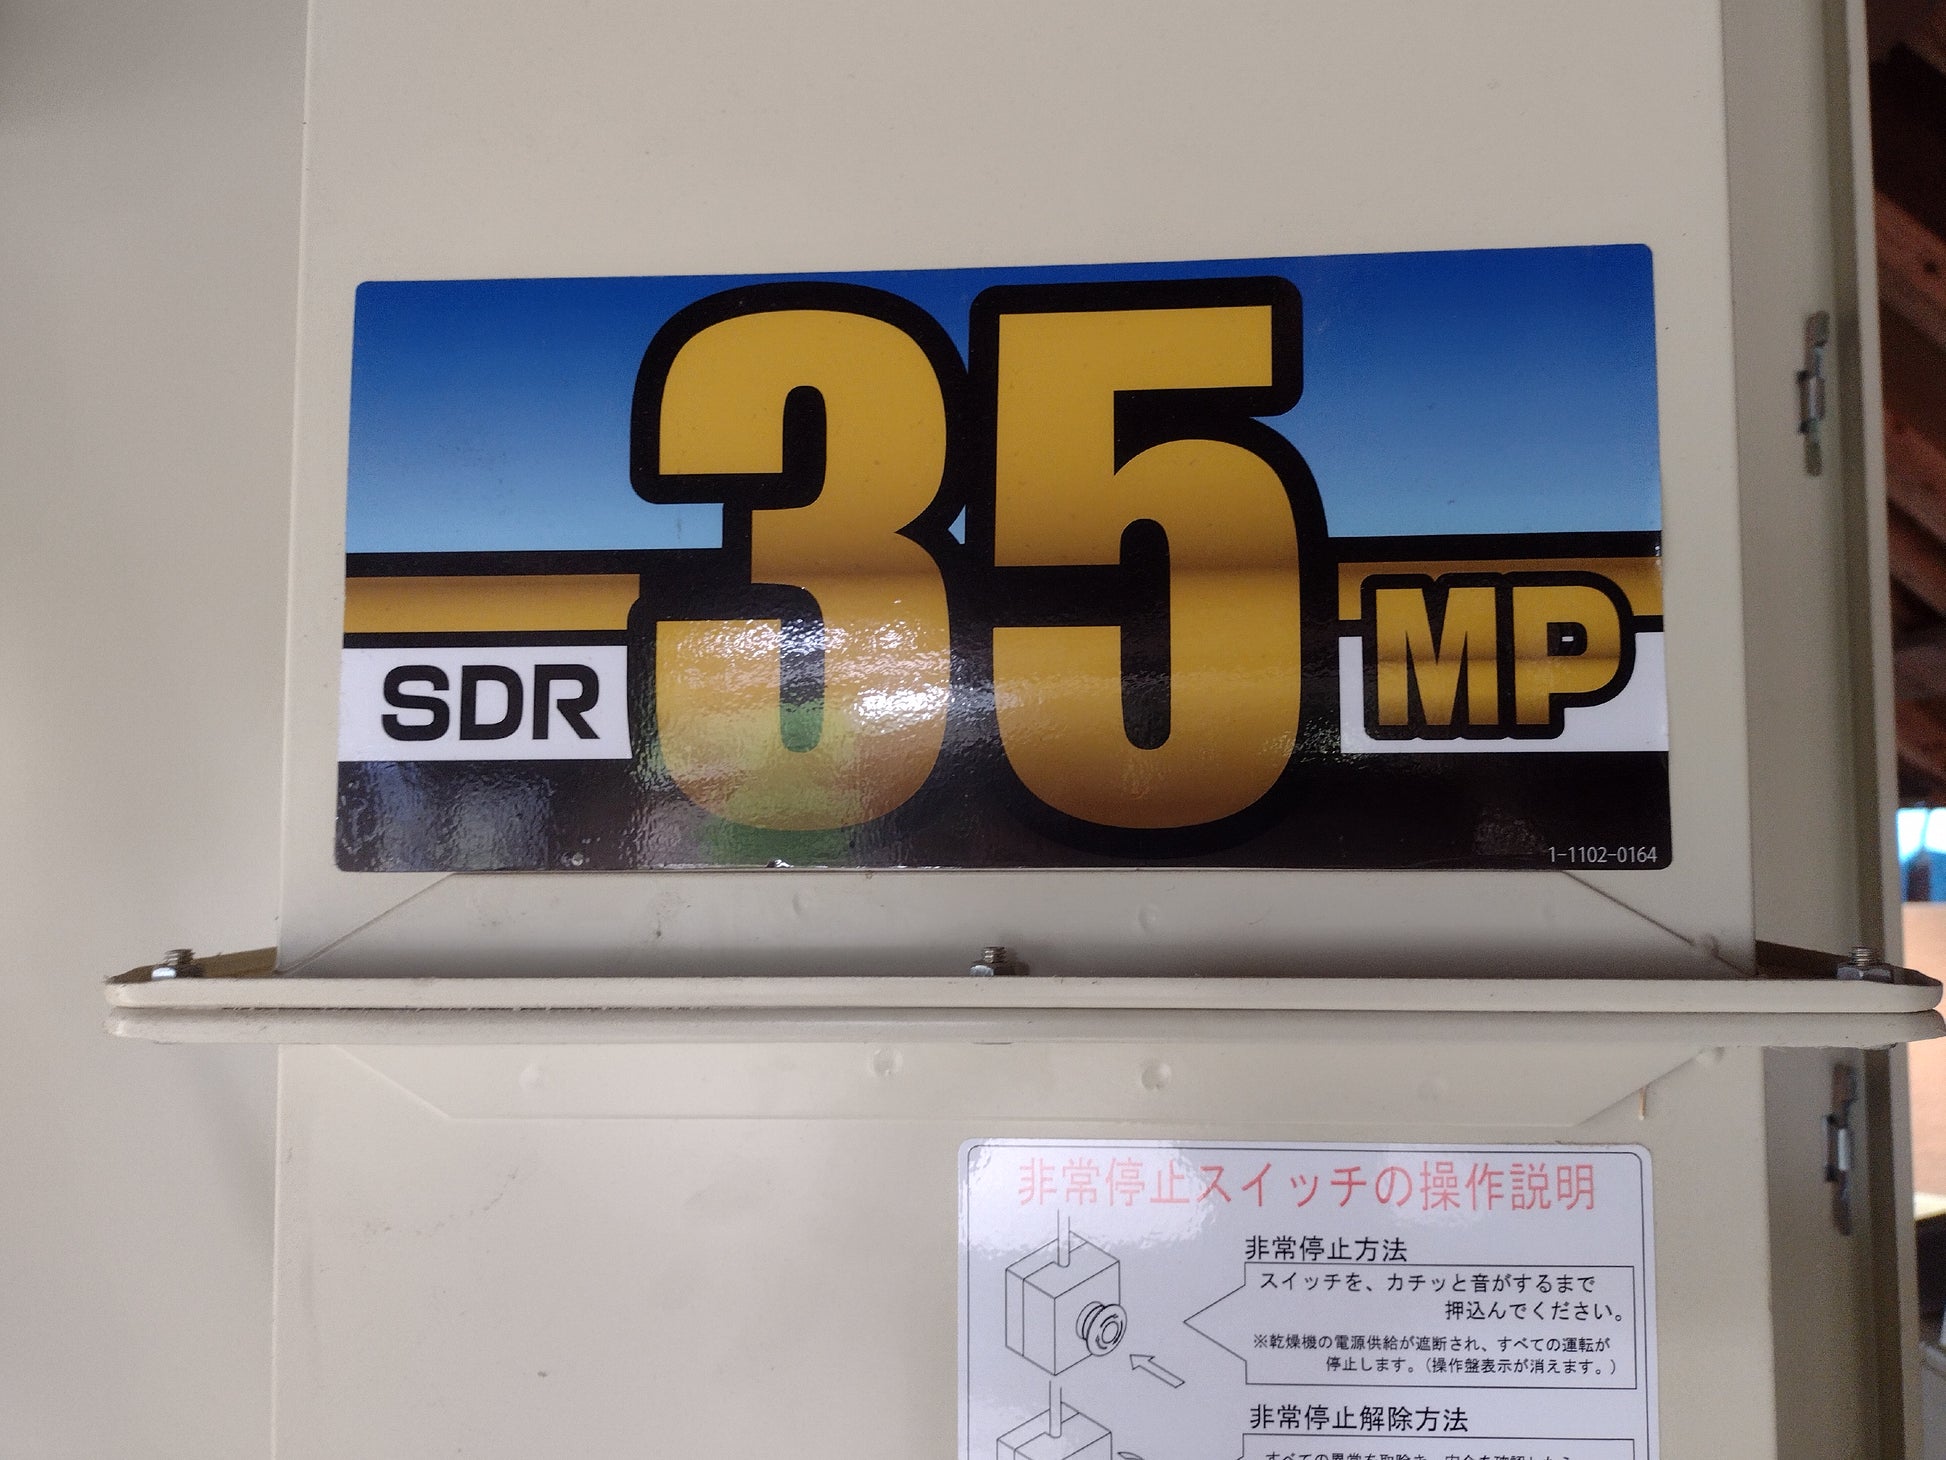 SDR
35
MP
1-1102-0164
非常停止スイッチの操作説明
非常停止方法
スイッチを、カチッと音がするまで
押込んでください。
※乾燥機の電源供給が遮断され、すべての運転が
停止します。(操作盤表示が消えます。)
非常停止解除方法